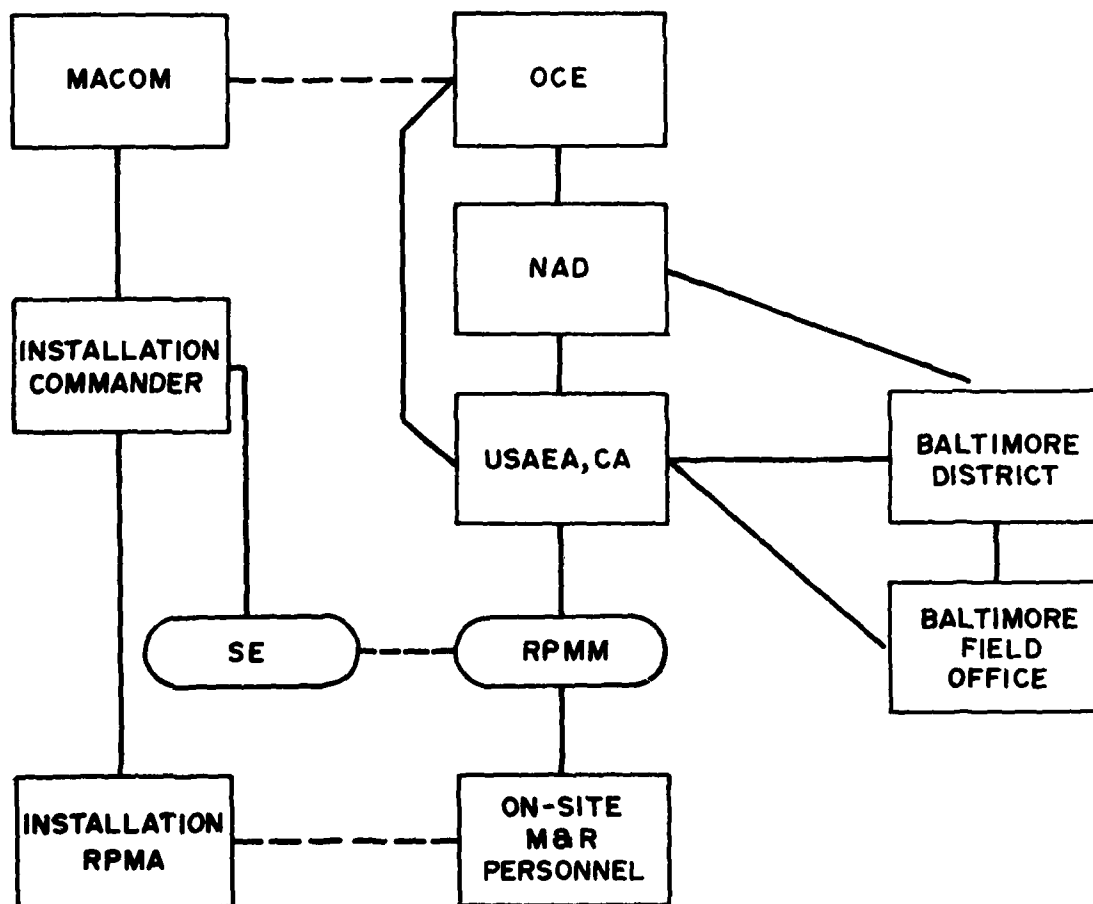 MACOM
OCE
NAD
INSTALLATION
COMMANDER
USAEA, CA
BALTIMORE
DISTRICT
SE
RPMM
BALTIMORE
FIELD
OFFICE
INSTALLATION
RPMA
ON-SITE
M&R
PERSONNEL